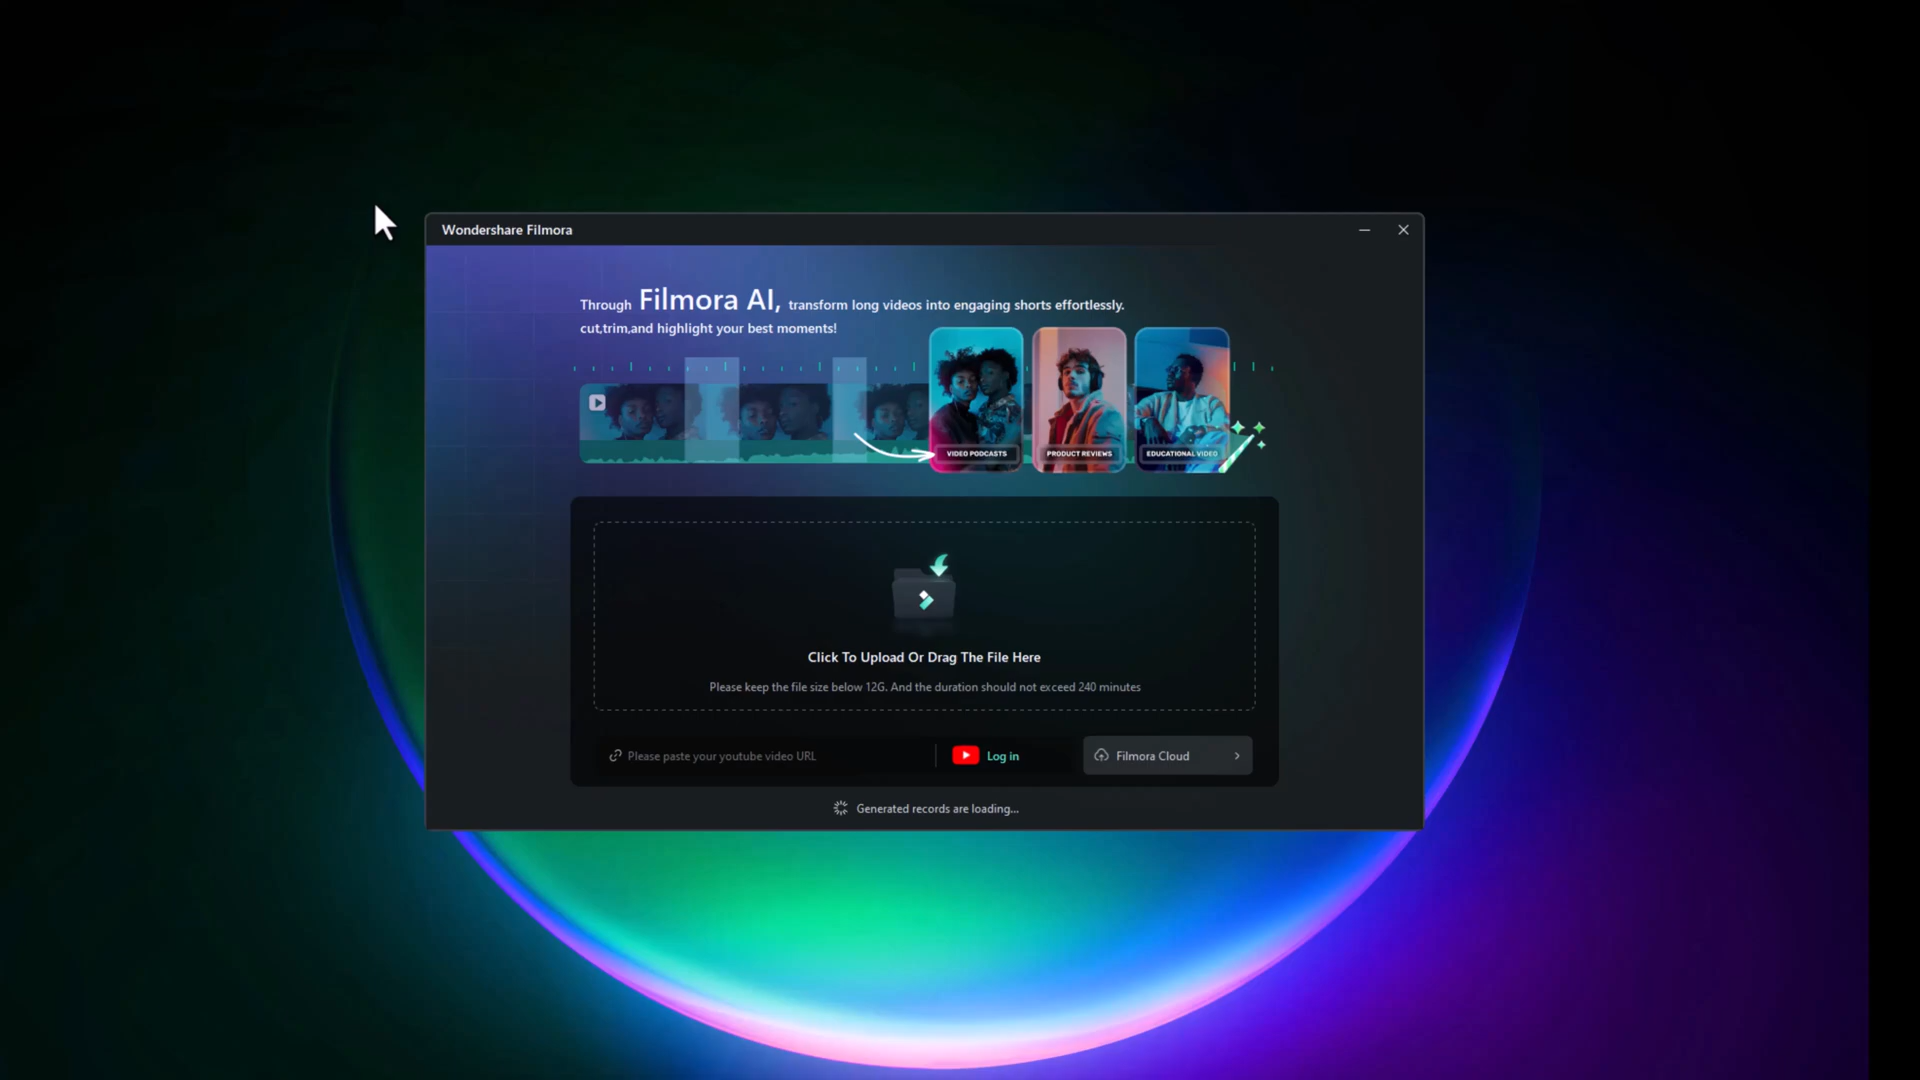 Wondershare Filmora
Through Filmora AI, transform long videos into engaging shorts effortlessly.
cut,trim,and highlight your best moments!
VIDEO PODCASTS
PRODUCT REVIEWS
EDUCATIONAL VIDEO
Click To Upload Or Drag The File Here
Please keep the file size below 12G. And the duration should not exceed 240 minutes
Please paste your youtube video URL
Log in
Filmora Cloud
Generated records are loading...